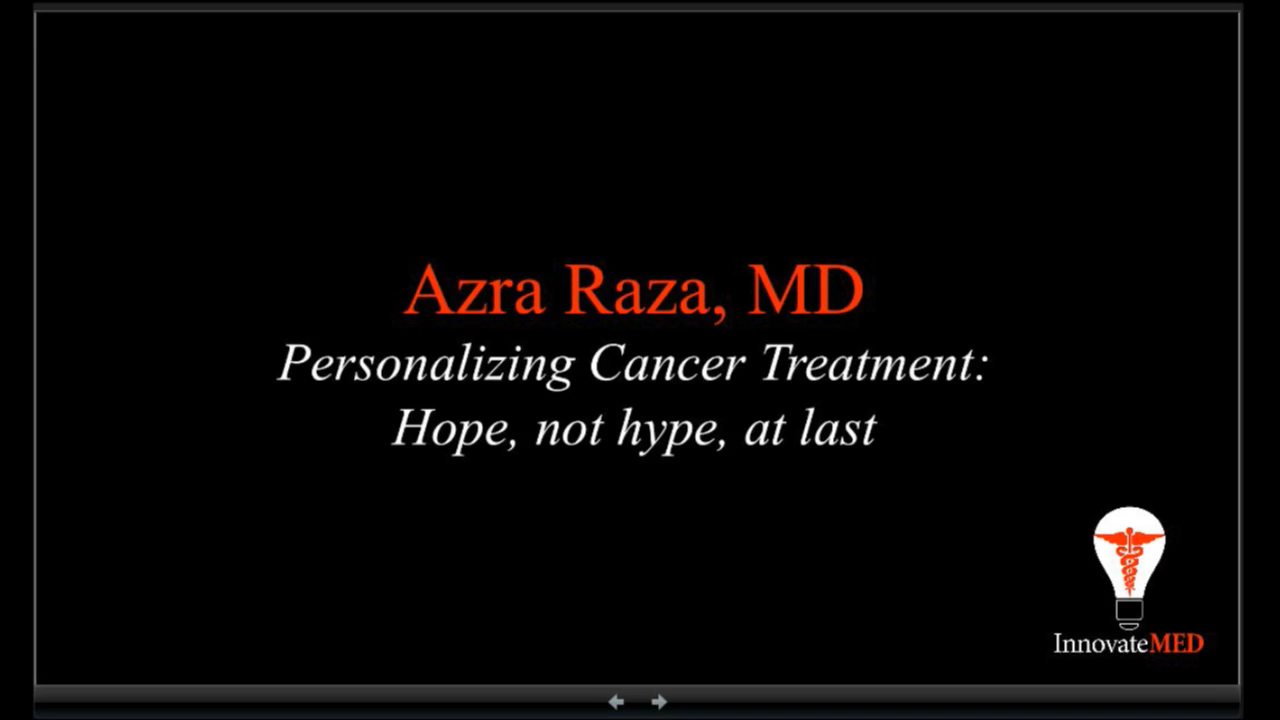 Azra Raza, MD
Personalizing Cancer Treatment:
Hope, not hype, at last
InnovateMED